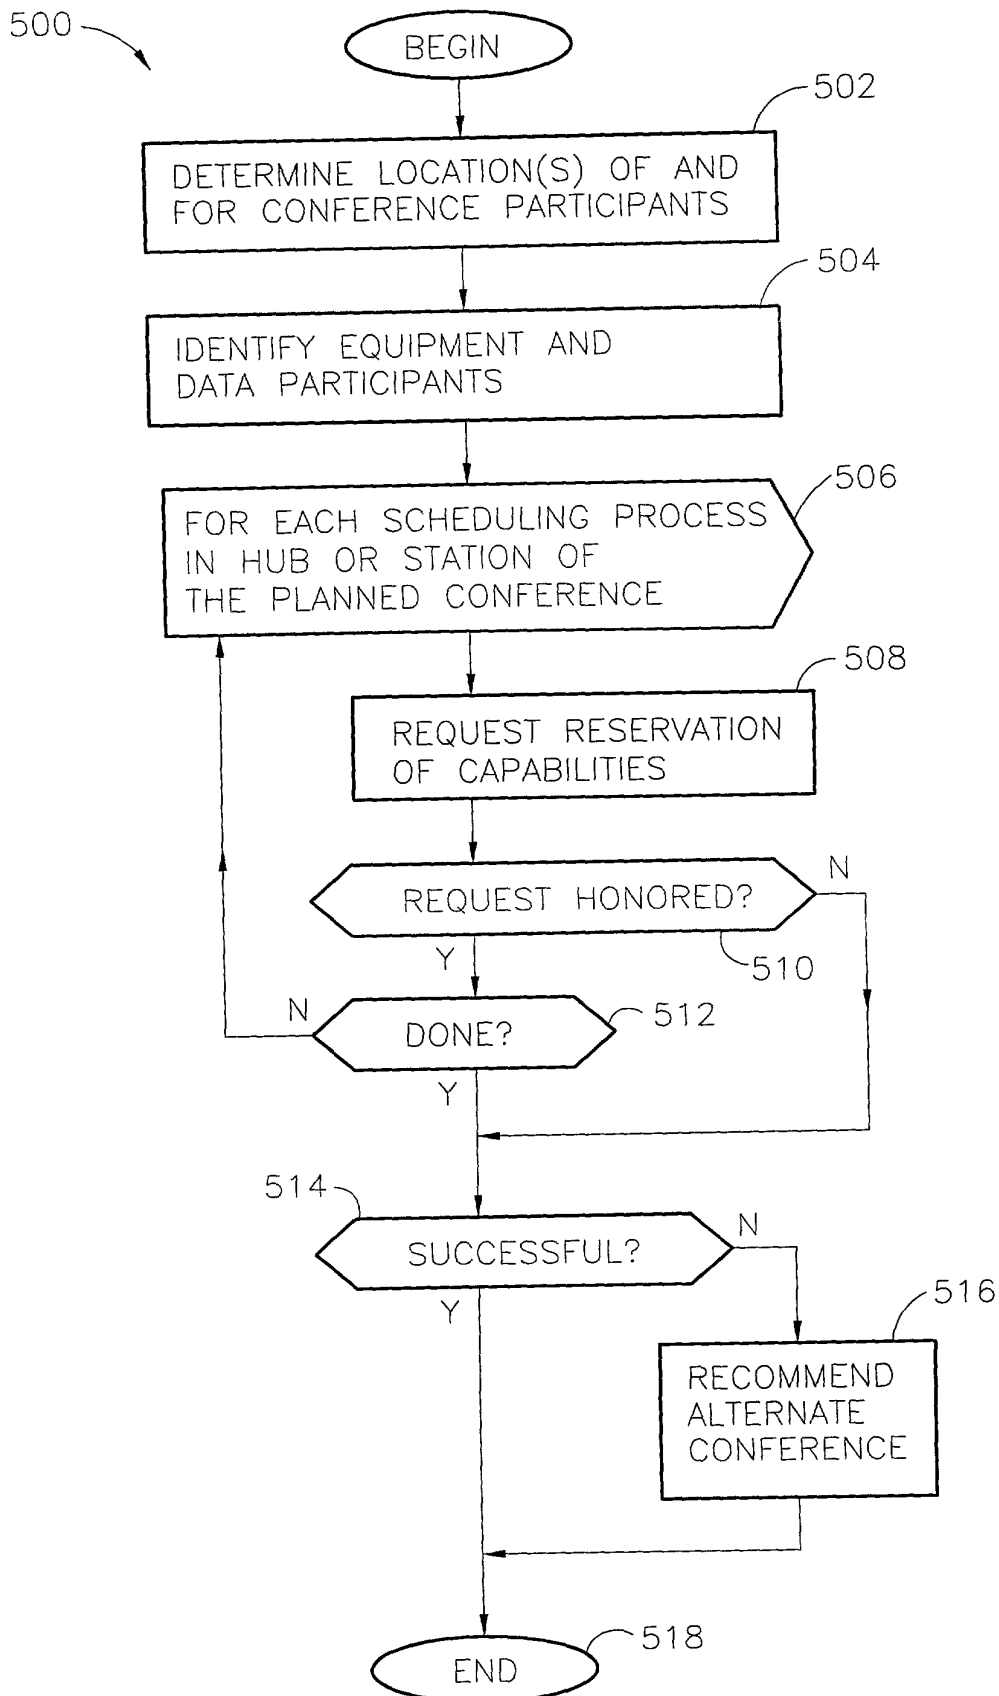 500
BEGIN
502
DETERMINE LOCATION(S) OF AND
FOR CONFERENCE PARTICIPANTS
504
IDENTIFY EQUIPMENT AND
DATA PARTICIPANTS
506
FOR EACH SCHEDULING PROCESS
IN HUB OR STATION OF
THE PLANNED CONFERENCE
508
REQUEST RESERVATION
OF CAPABILITIES
N
REQUEST HONORED?
Y
510
N
DONE?
512
Y
514
N
SUCCESSFUL?
Y
516
RECOMMEND
ALTERNATE
CONFERENCE
518
END